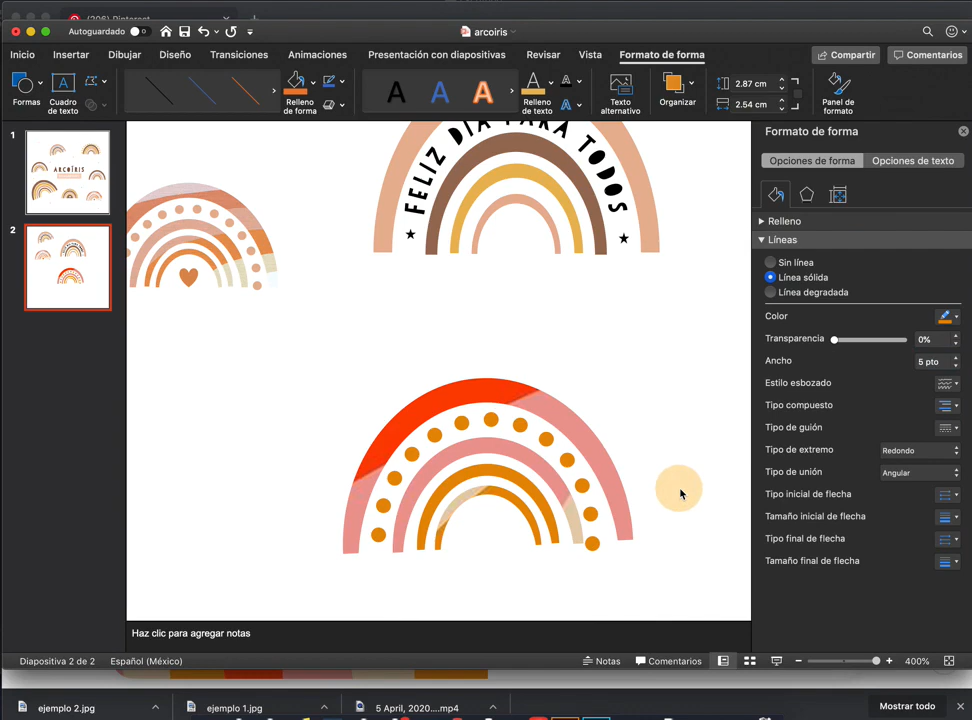 (206) Pinterest
Autoguardado
arcoiris
Inicio Insertar Dibujar Diseño Transiciones Animaciones Presentación con diapositivas Revisar Vista Formato de forma Compartir Comentarios
Formas
Cuadro de texto
Relleno de forma
A A A
Relleno de texto
Texto alternativo
Organizar
2.87 cm
2.54 cm
Panel de formato
1
ARCOÍRIS
2
FELIZ DIA PARA TODOS
Formato de forma
Opciones de forma Opciones de texto
Relleno
Líneas
Sin línea
Línea sólida
Línea degradada
Color
Transparencia 0%
Ancho 5 pto
Estilo esbozado
Tipo compuesto
Tipo de guión
Tipo de extremo Redondo
Tipo de unión Angular
Tipo inicial de flecha
Tamaño inicial de flecha
Tipo final de flecha
Tamaño final de flecha
Haz clic para agregar notas
Diapositiva 2 de 2 Español (México) Notas Comentarios 400%
ejemplo 2.jpg ejemplo 1.jpg 5 April, 2020....mp4 Mostrar todo